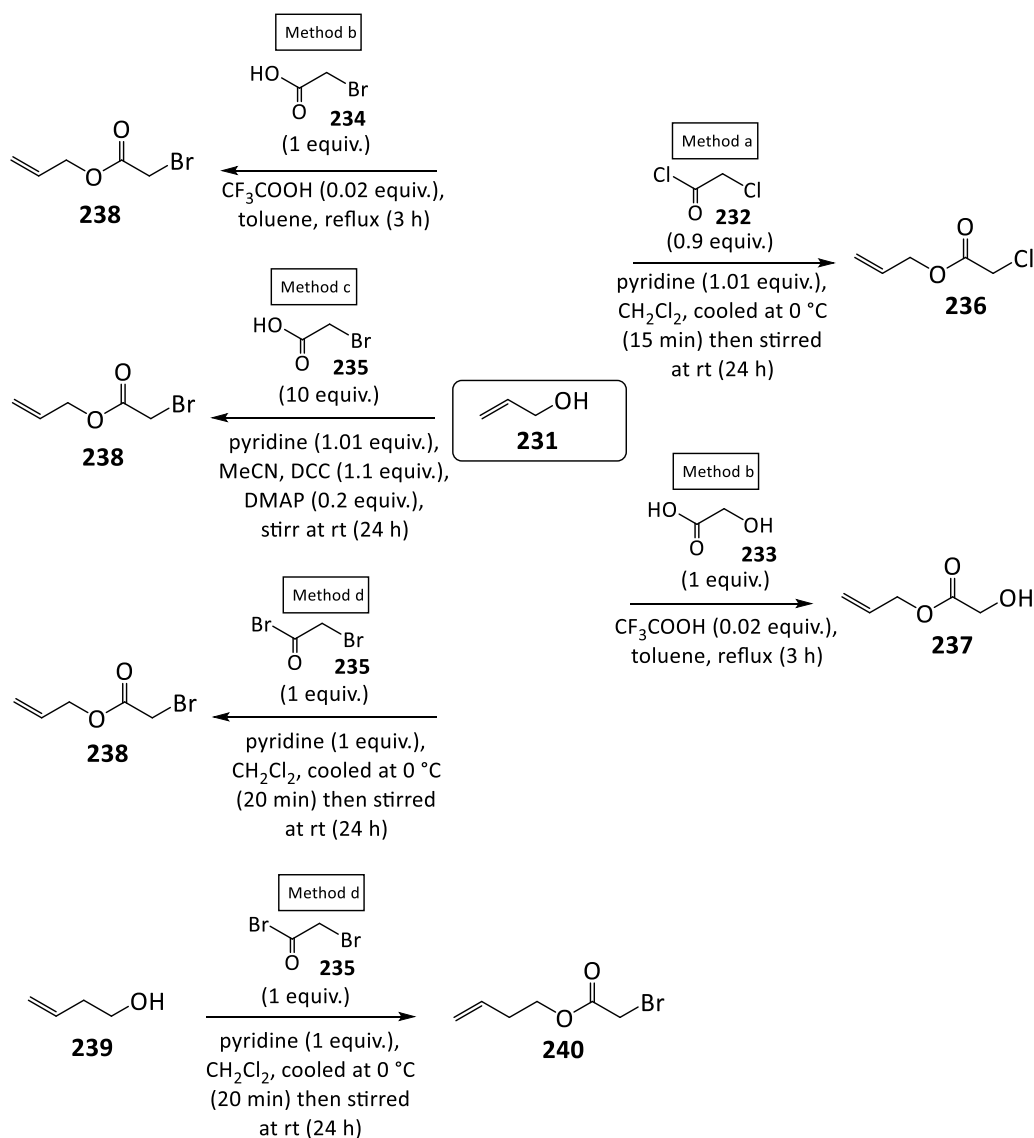 Method b
HO
O
Br
234
(1 equiv.)
O
O
Br
238
CF3COOH (0.02 equiv.),
toluene, reflux (3 h)
Method a
Cl
O
Cl
232
(0.9 equiv.)
pyridine (1.01 equiv.),
CH2Cl2, cooled at 0 °C
(15 min) then stirred
at rt (24 h)
O
O
Cl
236
Method c
HO
O
Br
235
(10 equiv.)
O
O
Br
238
pyridine (1.01 equiv.),
MeCN, DCC (1.1 equiv.),
DMAP (0.2 equiv.),
stirr at rt (24 h)
OH
231
Method b
HO
O
OH
233
(1 equiv.)
CF3COOH (0.02 equiv.),
toluene, reflux (3 h)
O
O
OH
237
Method d
Br
O
Br
235
(1 equiv.)
O
O
Br
238
pyridine (1 equiv.),
CH2Cl2, cooled at 0 °C
(20 min) then stirred
at rt (24 h)
Method d
Br
O
Br
235
(1 equiv.)
OH
239
pyridine (1 equiv.),
CH2Cl2, cooled at 0 °C
(20 min) then stirred
at rt (24 h)
O
O
Br
240